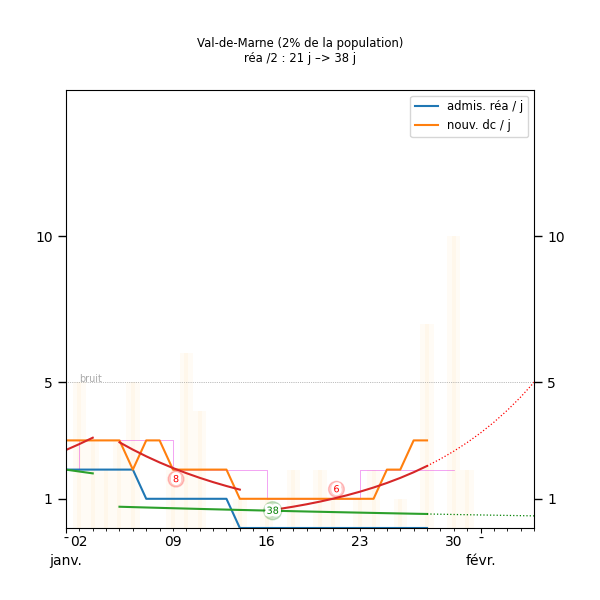 Val-de-Marne (2% de la population)
réa /2 : 21 j –> 38 j
admis. réa / j
nouv. dc / j
10
10
bruit
5
5
8
6
38
1
1
02
09
16
23
30
janv.
févr.